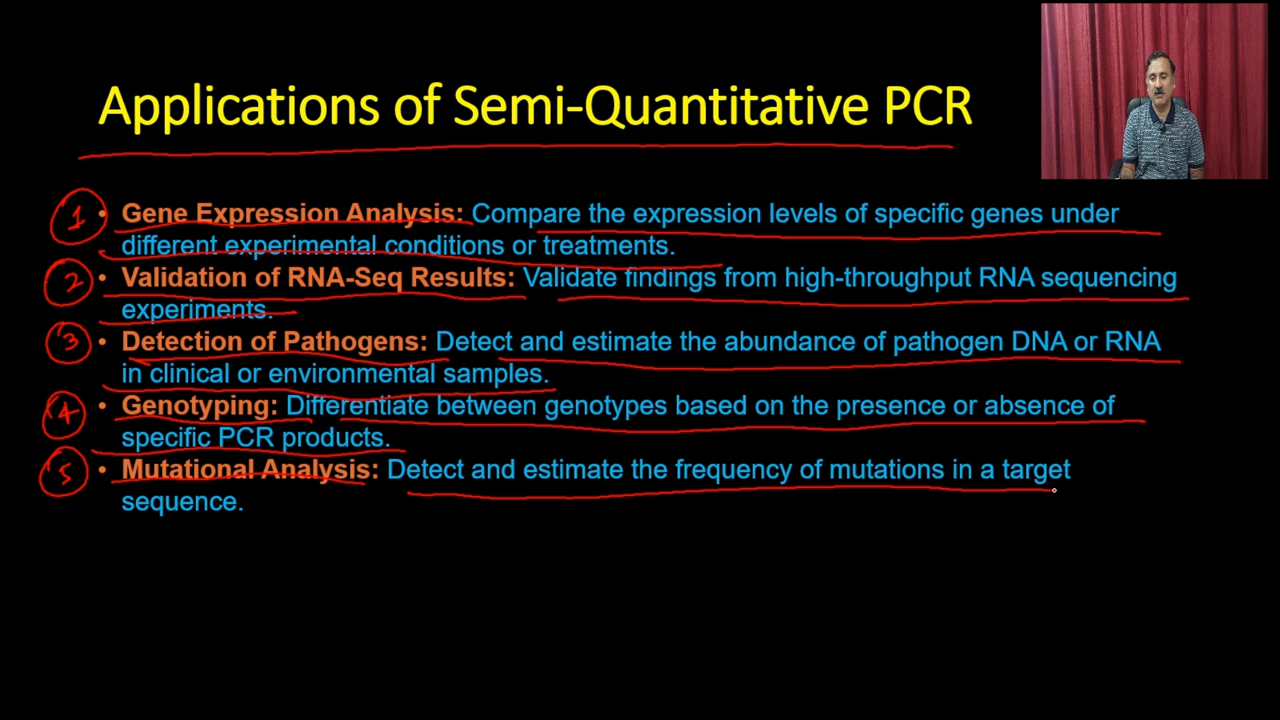 Applications of Semi-Quantitative PCR
1 • Gene Expression Analysis: Compare the expression levels of specific genes under
different experimental conditions or treatments.
2 • Validation of RNA-Seq Results: Validate findings from high-throughput RNA sequencing
experiments.
3 • Detection of Pathogens: Detect and estimate the abundance of pathogen DNA or RNA
in clinical or environmental samples.
4 • Genotyping: Differentiate between genotypes based on the presence or absence of
specific PCR products.
5 • Mutational Analysis: Detect and estimate the frequency of mutations in a target
sequence.